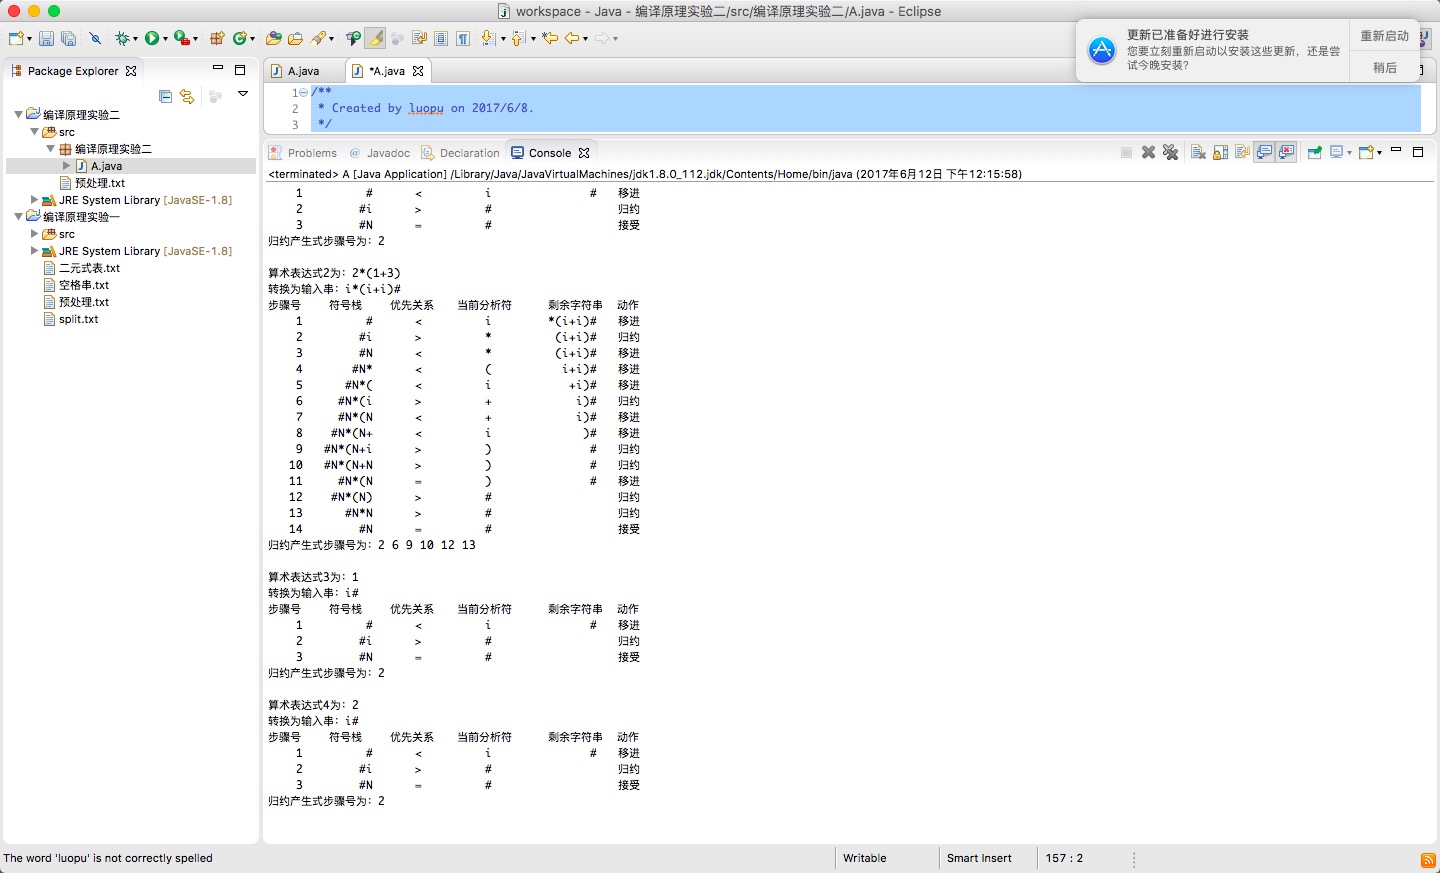 workspace - Java - 编译原理实验二/src/编译原理实验二/A.java - Eclipse
更新已准备好进行安装
您要立刻重新启动以安装这些更新，还是尝
试今晚安装？
重新启动
稍后
Package Explorer
编译原理实验二
src
编译原理实验二
A.java
预处理.txt
JRE System Library [JavaSE-1.8]
编译原理实验一
src
JRE System Library [JavaSE-1.8]
二元式表.txt
空格串.txt
预处理.txt
split.txt
A.java
*A.java
1 /**
2 * Created by luopu on 2017/6/8.
3 */
Problems @ Javadoc Declaration Console
<terminated> A [Java Application] /Library/Java/JavaVirtualMachines/jdk1.8.0_112.jdk/Contents/Home/bin/java (2017年6月12日 下午12:15:58)
1 # < i # 移进
2 #i > # 归约
3 #N = # 接受
归约产生式步骤号为：2
算术表达式2为：2*(1+3)
转换为输入串：i*(i+i)#
步骤号 符号栈 优先关系 当前分析符 剩余字符串 动作
1 # < i *(i+i)# 移进
2 #i > * (i+i)# 归约
3 #N < * (i+i)# 移进
4 #N* < ( i+i)# 移进
5 #N*( < i +i)# 移进
6 #N*(i > + i)# 归约
7 #N*(N < + i)# 移进
8 #N*(N+ < i )# 移进
9 #N*(N+i > ) # 归约
10 #N*(N+N > ) # 归约
11 #N*(N = ) # 移进
12 #N*(N) > # 归约
13 #N*N > # 归约
14 #N = # 接受
归约产生式步骤号为：2 6 9 10 12 13
算术表达式3为：1
转换为输入串：i#
步骤号 符号栈 优先关系 当前分析符 剩余字符串 动作
1 # < i # 移进
2 #i > # 归约
3 #N = # 接受
归约产生式步骤号为：2
算术表达式4为：2
转换为输入串：i#
步骤号 符号栈 优先关系 当前分析符 剩余字符串 动作
1 # < i # 移进
2 #i > # 归约
3 #N = # 接受
归约产生式步骤号为：2
The word 'luopu' is not correctly spelled
Writable
Smart Insert
157 : 2